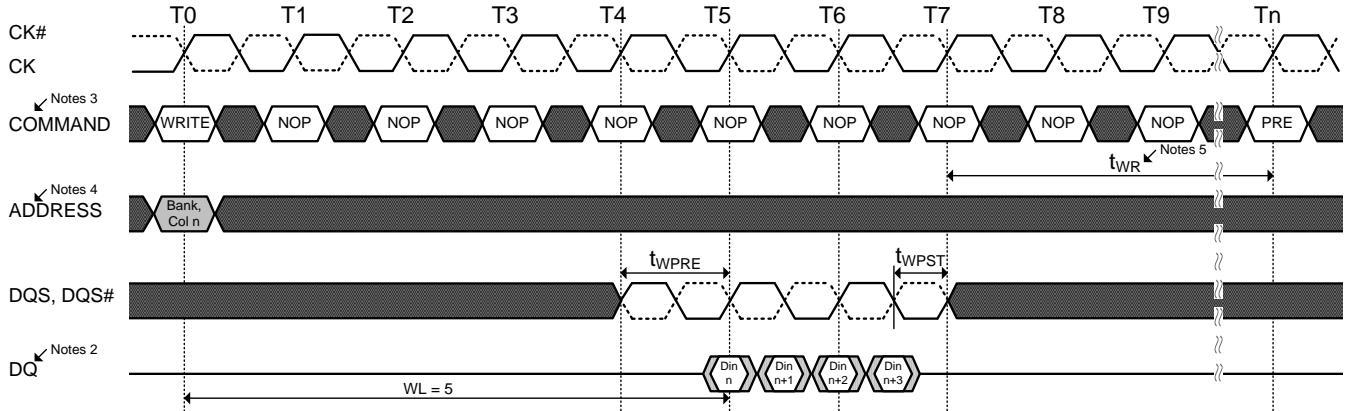 T0 T1 T2 T3 T4 T5 T6 T7 T8 T9 Tn
CK#
CK
Notes 3
COMMAND
WRITE NOP NOP NOP NOP NOP NOP NOP NOP NOP PRE
tWR Notes 5
Notes 4
ADDRESS
Bank,
Col n
tWPRE tWPST
DQS, DQS#
Notes 2
DQ
Din
n
Din
n+1
Din
n+2
Din
n+3
WL = 5